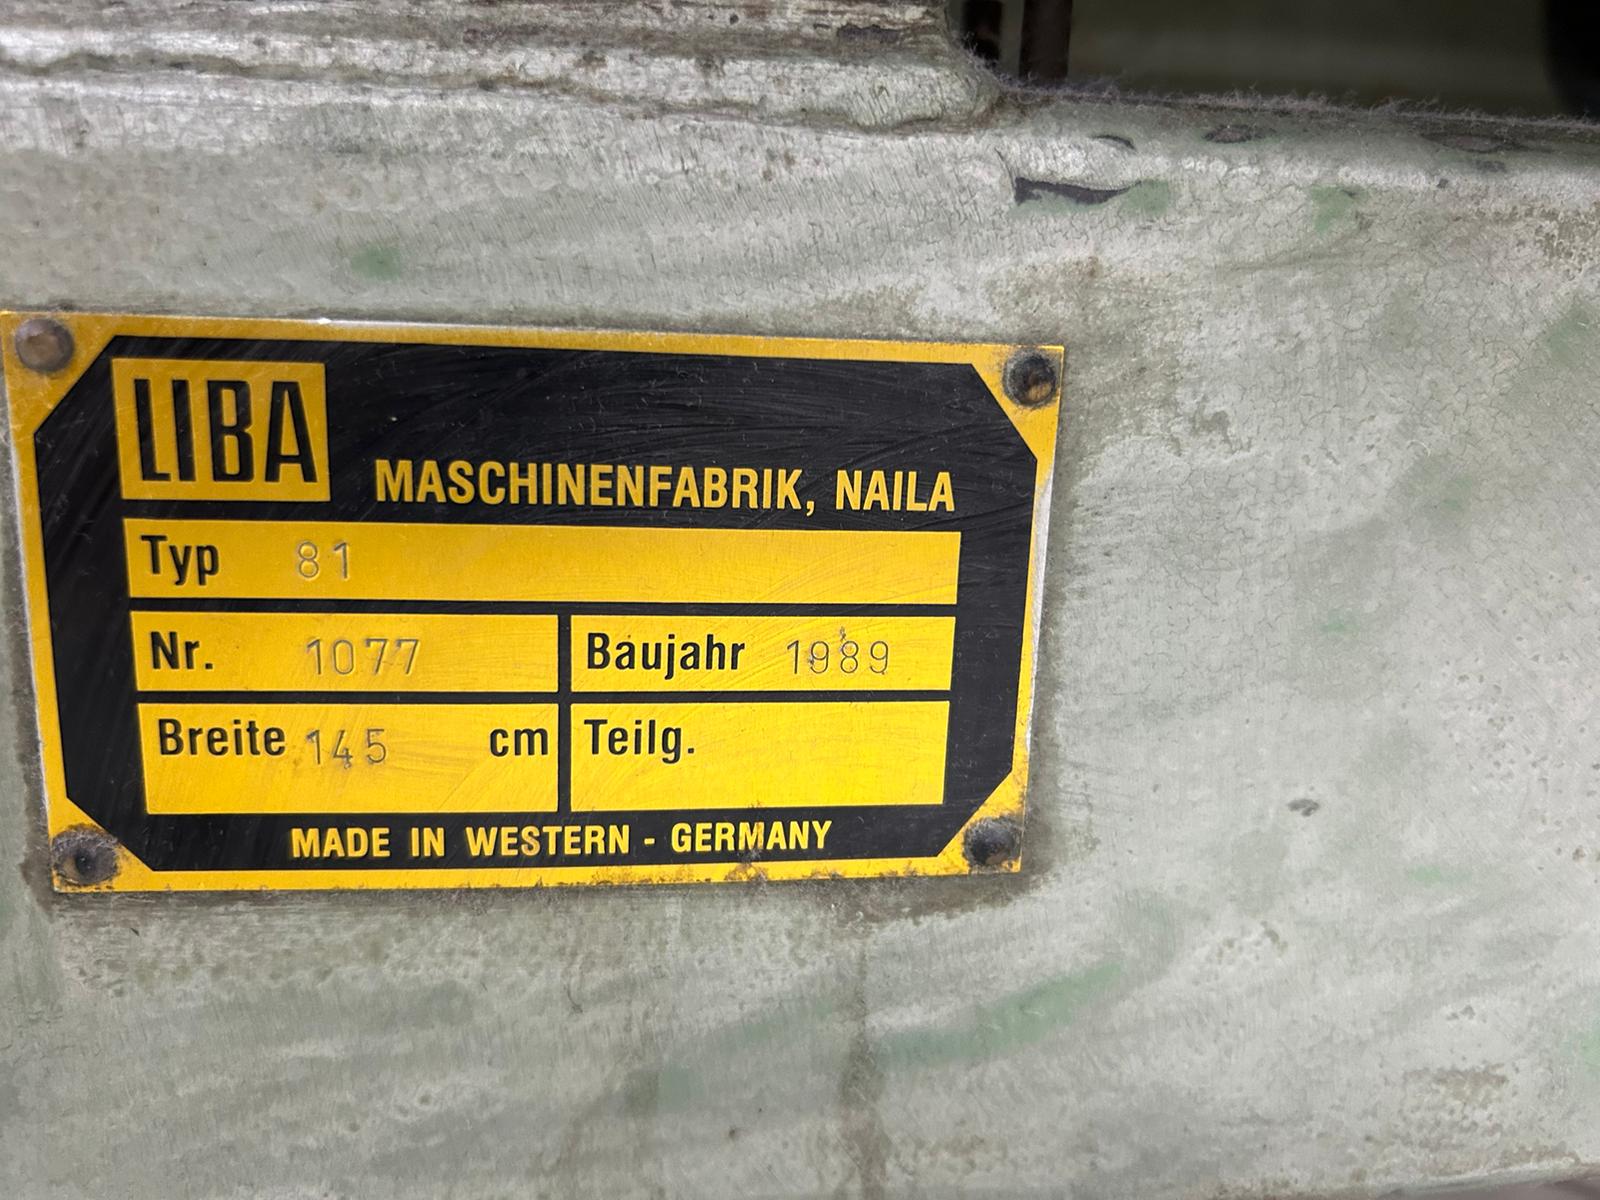 LIBA
MASCHINENFABRIK, NAILA
Typ 81
Nr. 1077 Baujahr 1989
Breite 145 cm Teilg.
MADE IN WESTERN - GERMANY